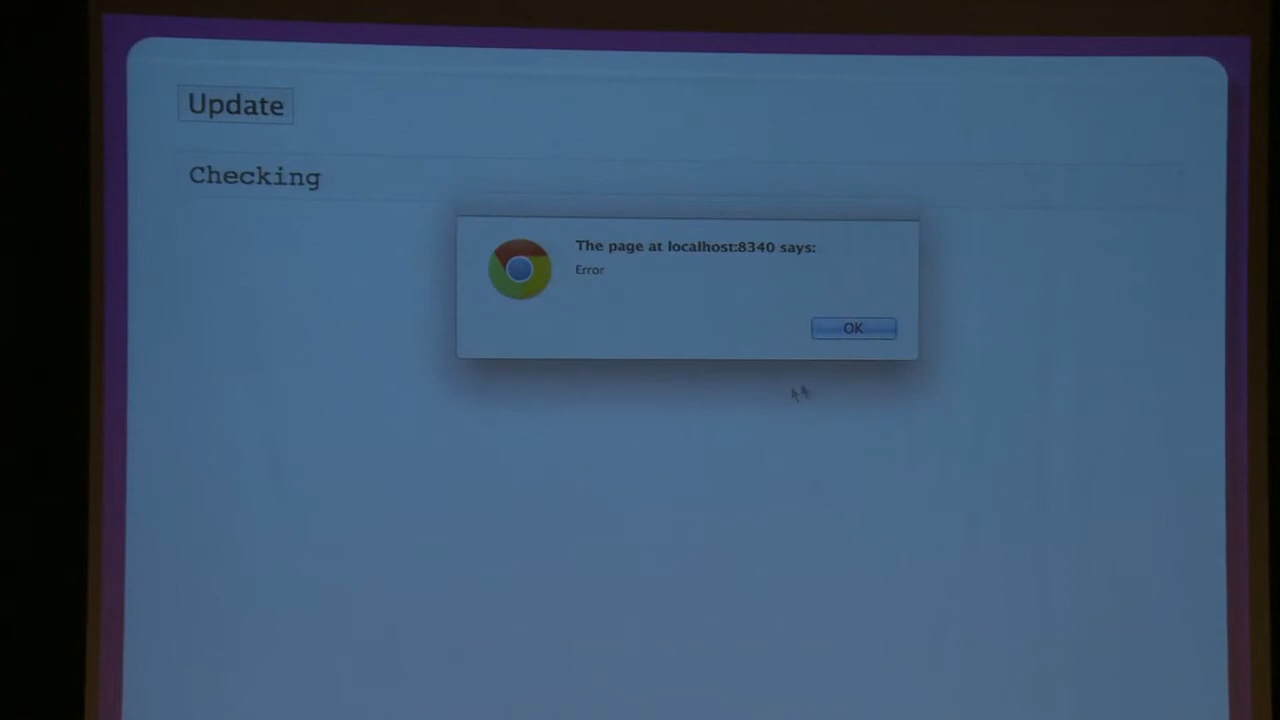 Update
Checking
The page at localhost:8340 says:
Error
OK